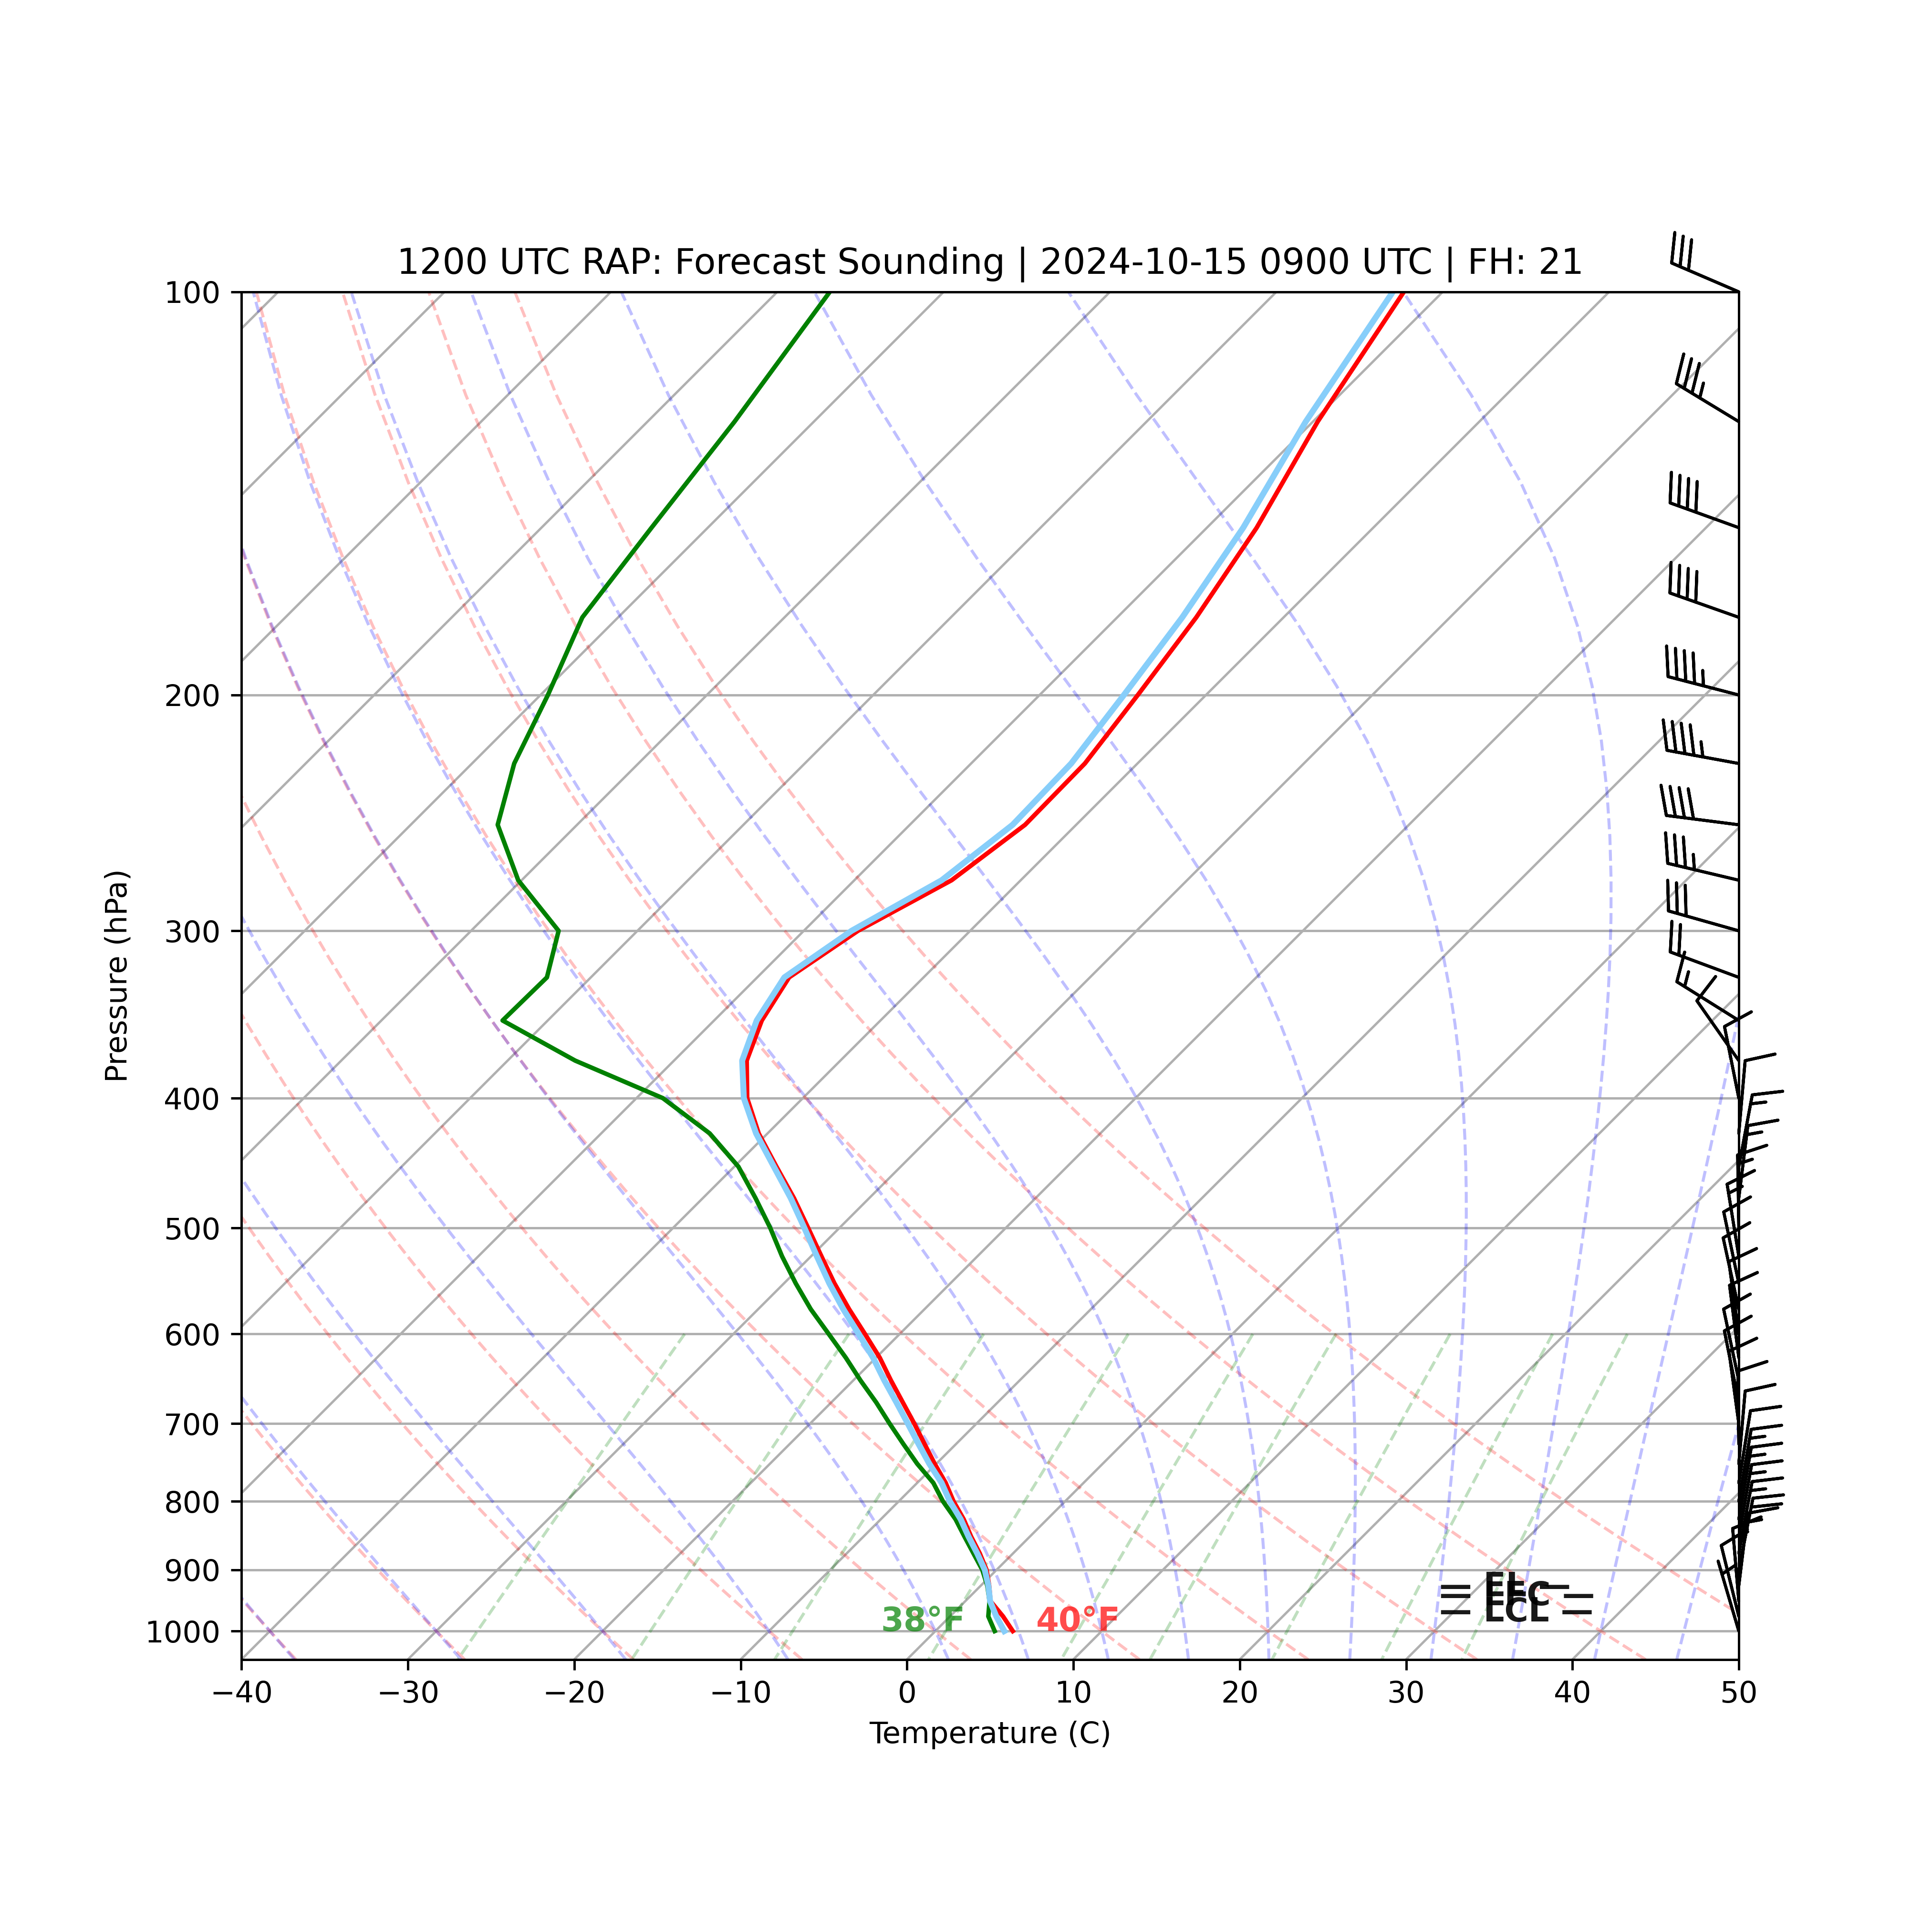 1200 UTC RAP: Forecast Sounding | 2024-10-15 0900 UTC | FH: 21
100
200
300
400
500
600
700
800
900
1000
Pressure (hPa)
38°F
40°F
— EL —
— LFC —
— LCL —
−40 −30 −20 −10 0 10 20 30 40 50
Temperature (C)